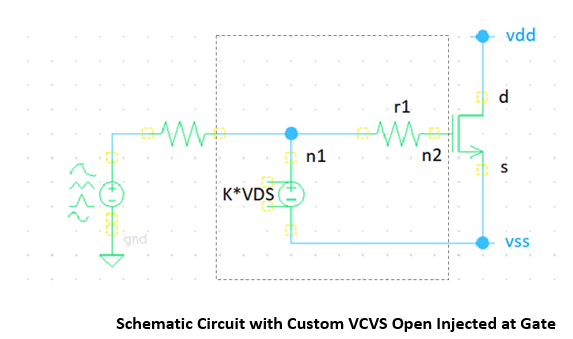 vdd
r1
d
n1
n2
s
K*VDS
gnd
vss
Schematic Circuit with Custom VCVS Open Injected at Gate